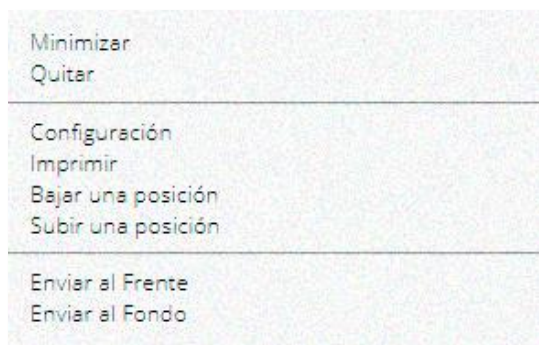 Minimizar
Quitar
Configuración
Imprimir
Bajar una posición
Subir una posición
Enviar al Frente
Enviar al Fondo